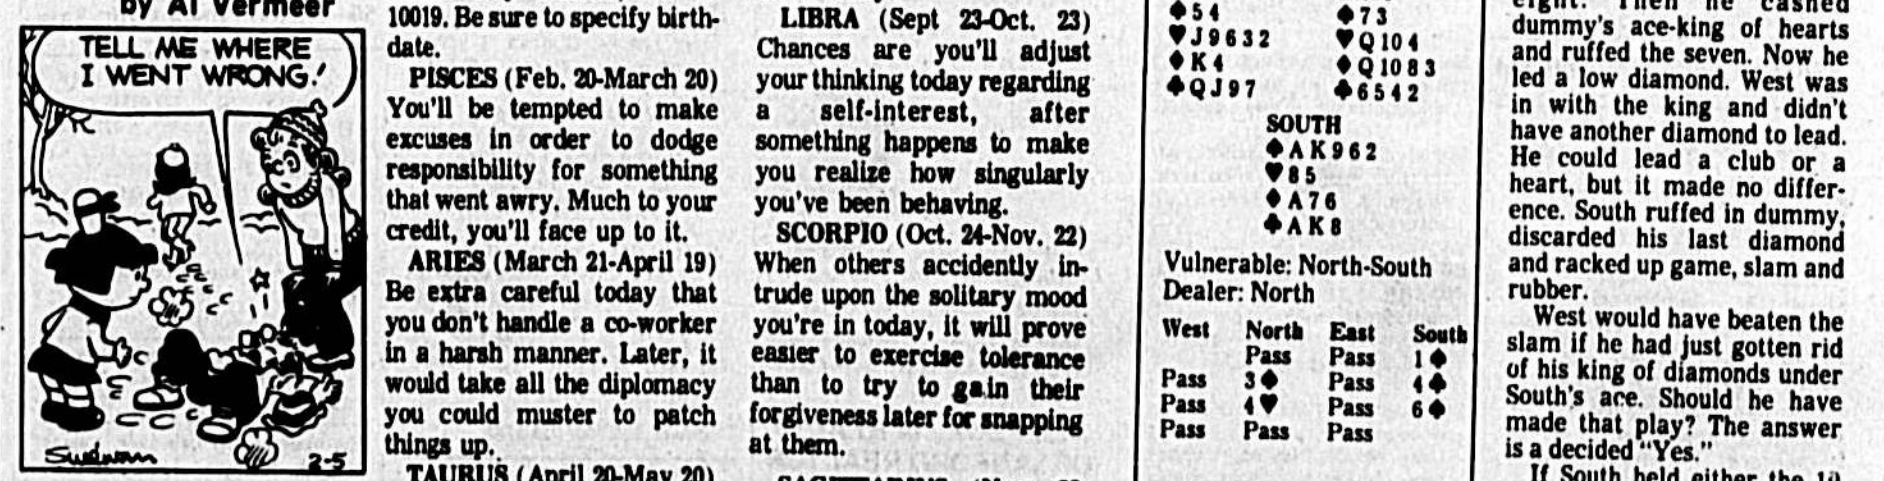 by Al Vermeer
TELL ME WHERE
I WENT WRONG!
Sudwan
2-5
10019. Be sure to specify birth-
date.
PISCES (Feb. 20-March 20)
You'll be tempted to make
excuses in order to dodge
responsibility for something
that went awry. Much to your
credit, you'll face up to it.
ARIES (March 21-April 19)
Be extra careful today that
you don't handle a co-worker
in a harsh manner. Later, it
would take all the diplomacy
you could muster to patch
things up.
TAURUS (April 20-May 20)
LIBRA (Sept 23-Oct. 23)
Chances are you'll adjust
your thinking today regarding
a self-interest, after
something happens to make
you realize how singularly
you've been behaving.
SCORPIO (Oct. 24-Nov. 22)
When others accidently in-
trude upon the solitary mood
you're in today, it will prove
easier to exercise tolerance
than to try to gain their
forgiveness later for snapping
at them.
♠54 ♠73
♥J9632 ♥Q104
♦K4 ♦Q1083
♣QJ97 ♣6542
SOUTH
♠AK962
♥85
♦A76
♣AK8
Vulnerable: North-South
Dealer: North
West North East South
Pass Pass 1♠
Pass 3♠ Pass 4♣
Pass 4♥ Pass 6♠
Pass Pass Pass
eight. Then he cashed
dummy's ace-king of hearts
and ruffed the seven. Now he
led a low diamond. West was
in with the king and didn't
have another diamond to lead.
He could lead a club or a
heart, but it made no differ-
ence. South ruffed in dummy,
discarded his last diamond
and racked up game, slam and
rubber.
West would have beaten the
slam if he had just gotten rid
of his king of diamonds under
South's ace. Should he have
made that play? The answer
is a decided "Yes."
If South held either the 10